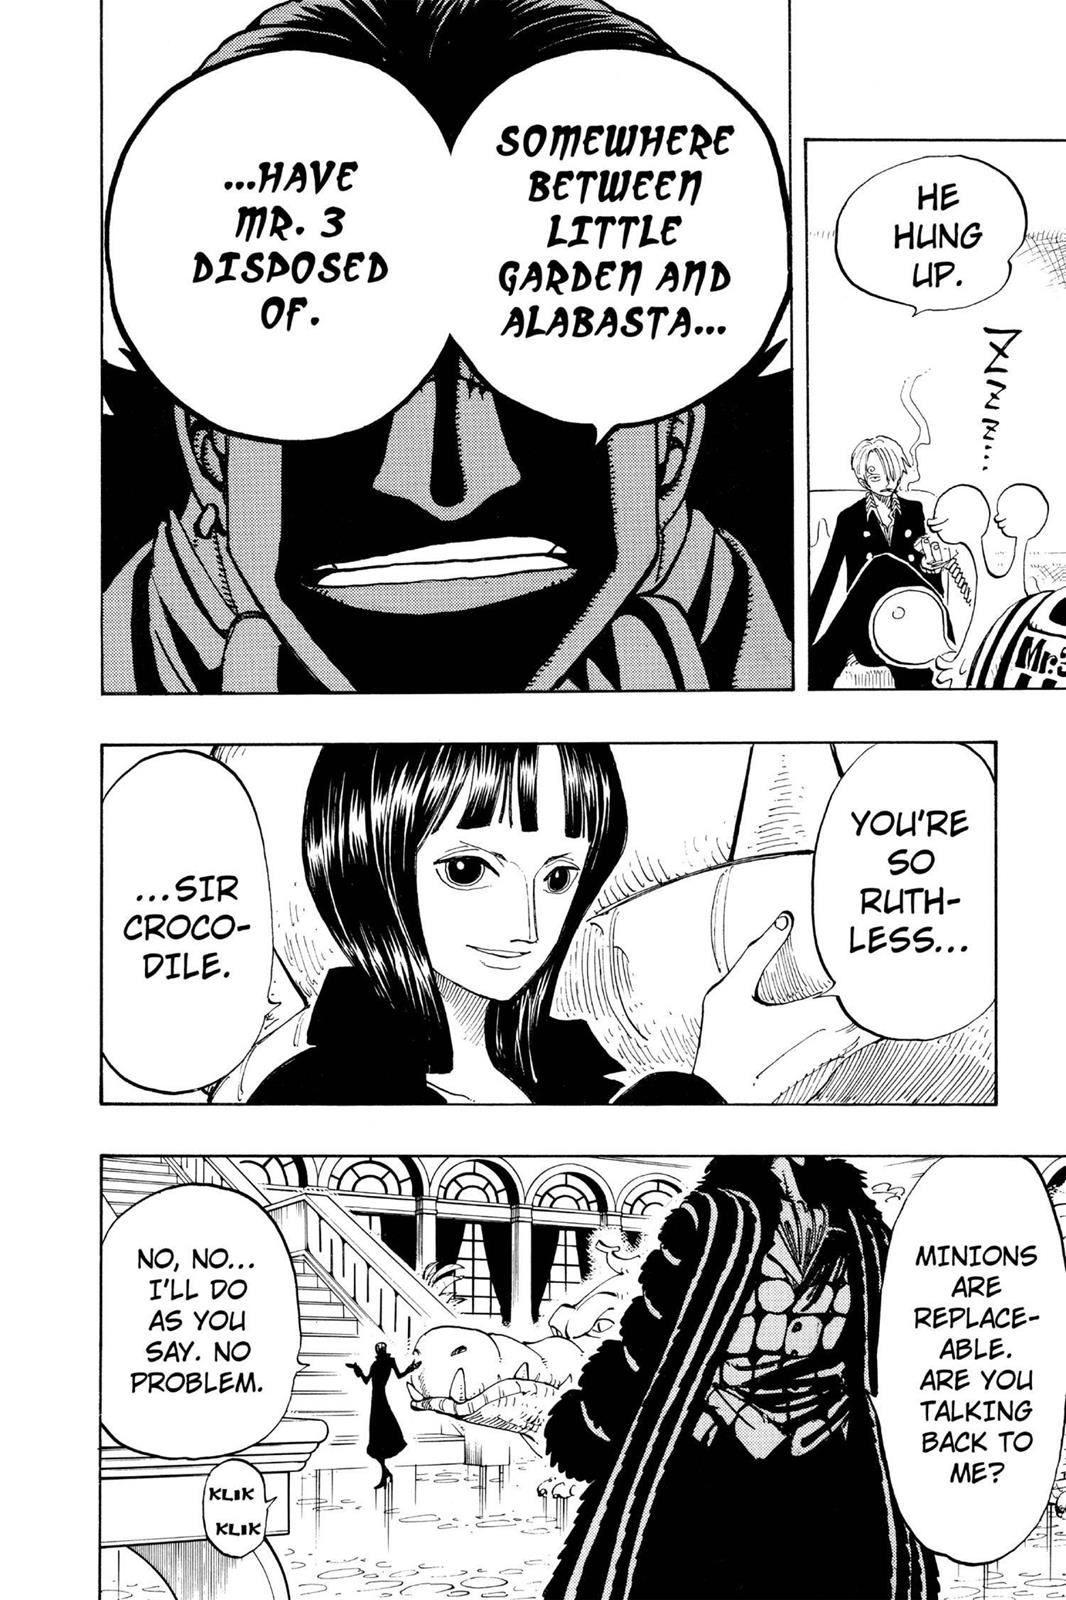 HE
HUNG
UP.
ZZZZZ...
Mr.3
SOMEWHERE
BETWEEN
LITTLE
GARDEN AND
ALABASTA...
...HAVE
MR. 3
DISPOSED
OF.
YOU'RE
SO
RUTH-
LESS...
...SIR
CROCO-
DILE.
MINIONS
ARE
REPLACE-
ABLE.
ARE YOU
TALKING
BACK TO
ME?
NO, NO...
I'LL DO
AS YOU
SAY. NO
PROBLEM.
KLIK
KLIK